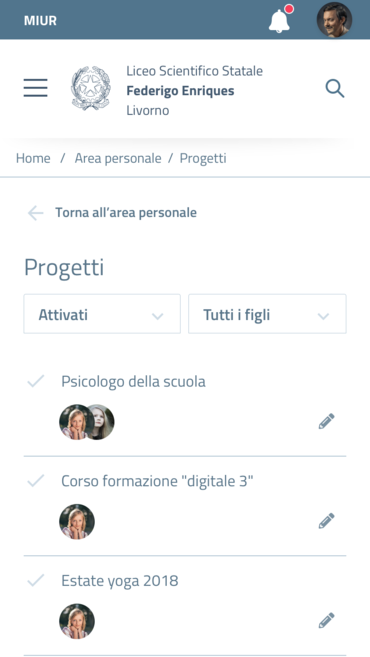 MIUR
Liceo Scientifico Statale
Federigo Enriques
Livorno
Home / Area personale / Progetti
Torna all’area personale
Progetti
Attivati
Tutti i figli
Psicologo della scuola
Corso formazione "digitale 3"
Estate yoga 2018